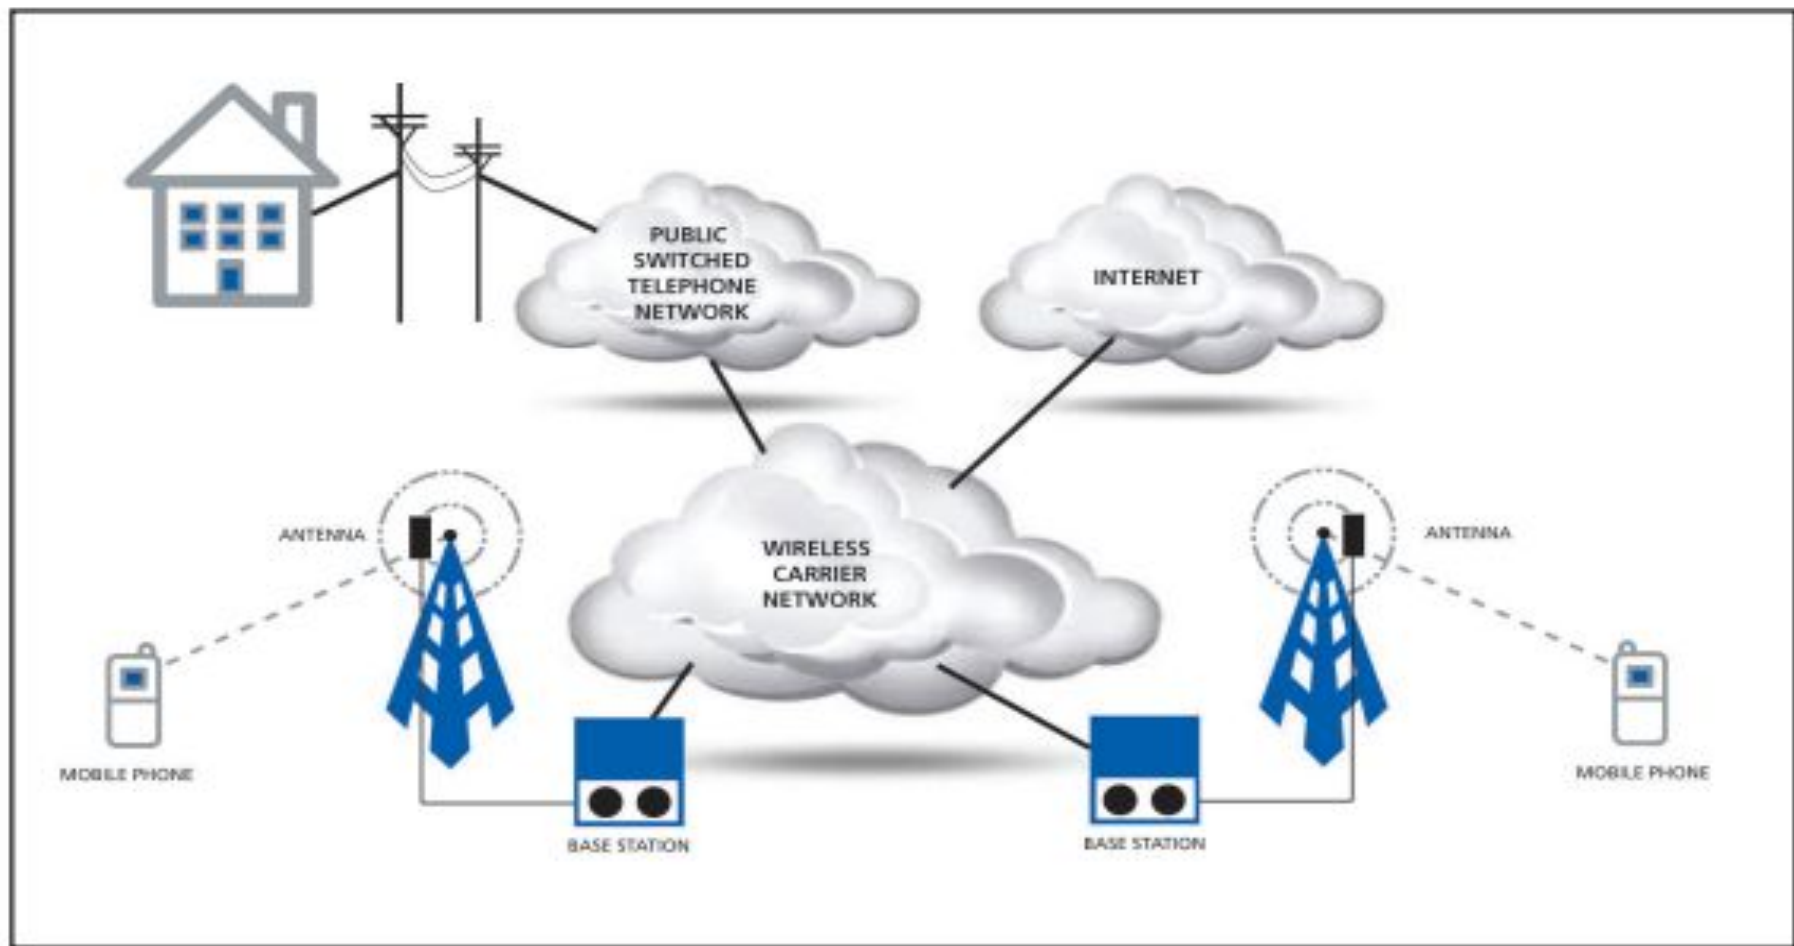 PUBLIC
SWITCHED
TELEPHONE
NETWORK
INTERNET
ANTENNA
WIRELESS
CARRIER
NETWORK
ANTENNA
MOBILE PHONE
MOBILE PHONE
BASE STATION
BASE STATION